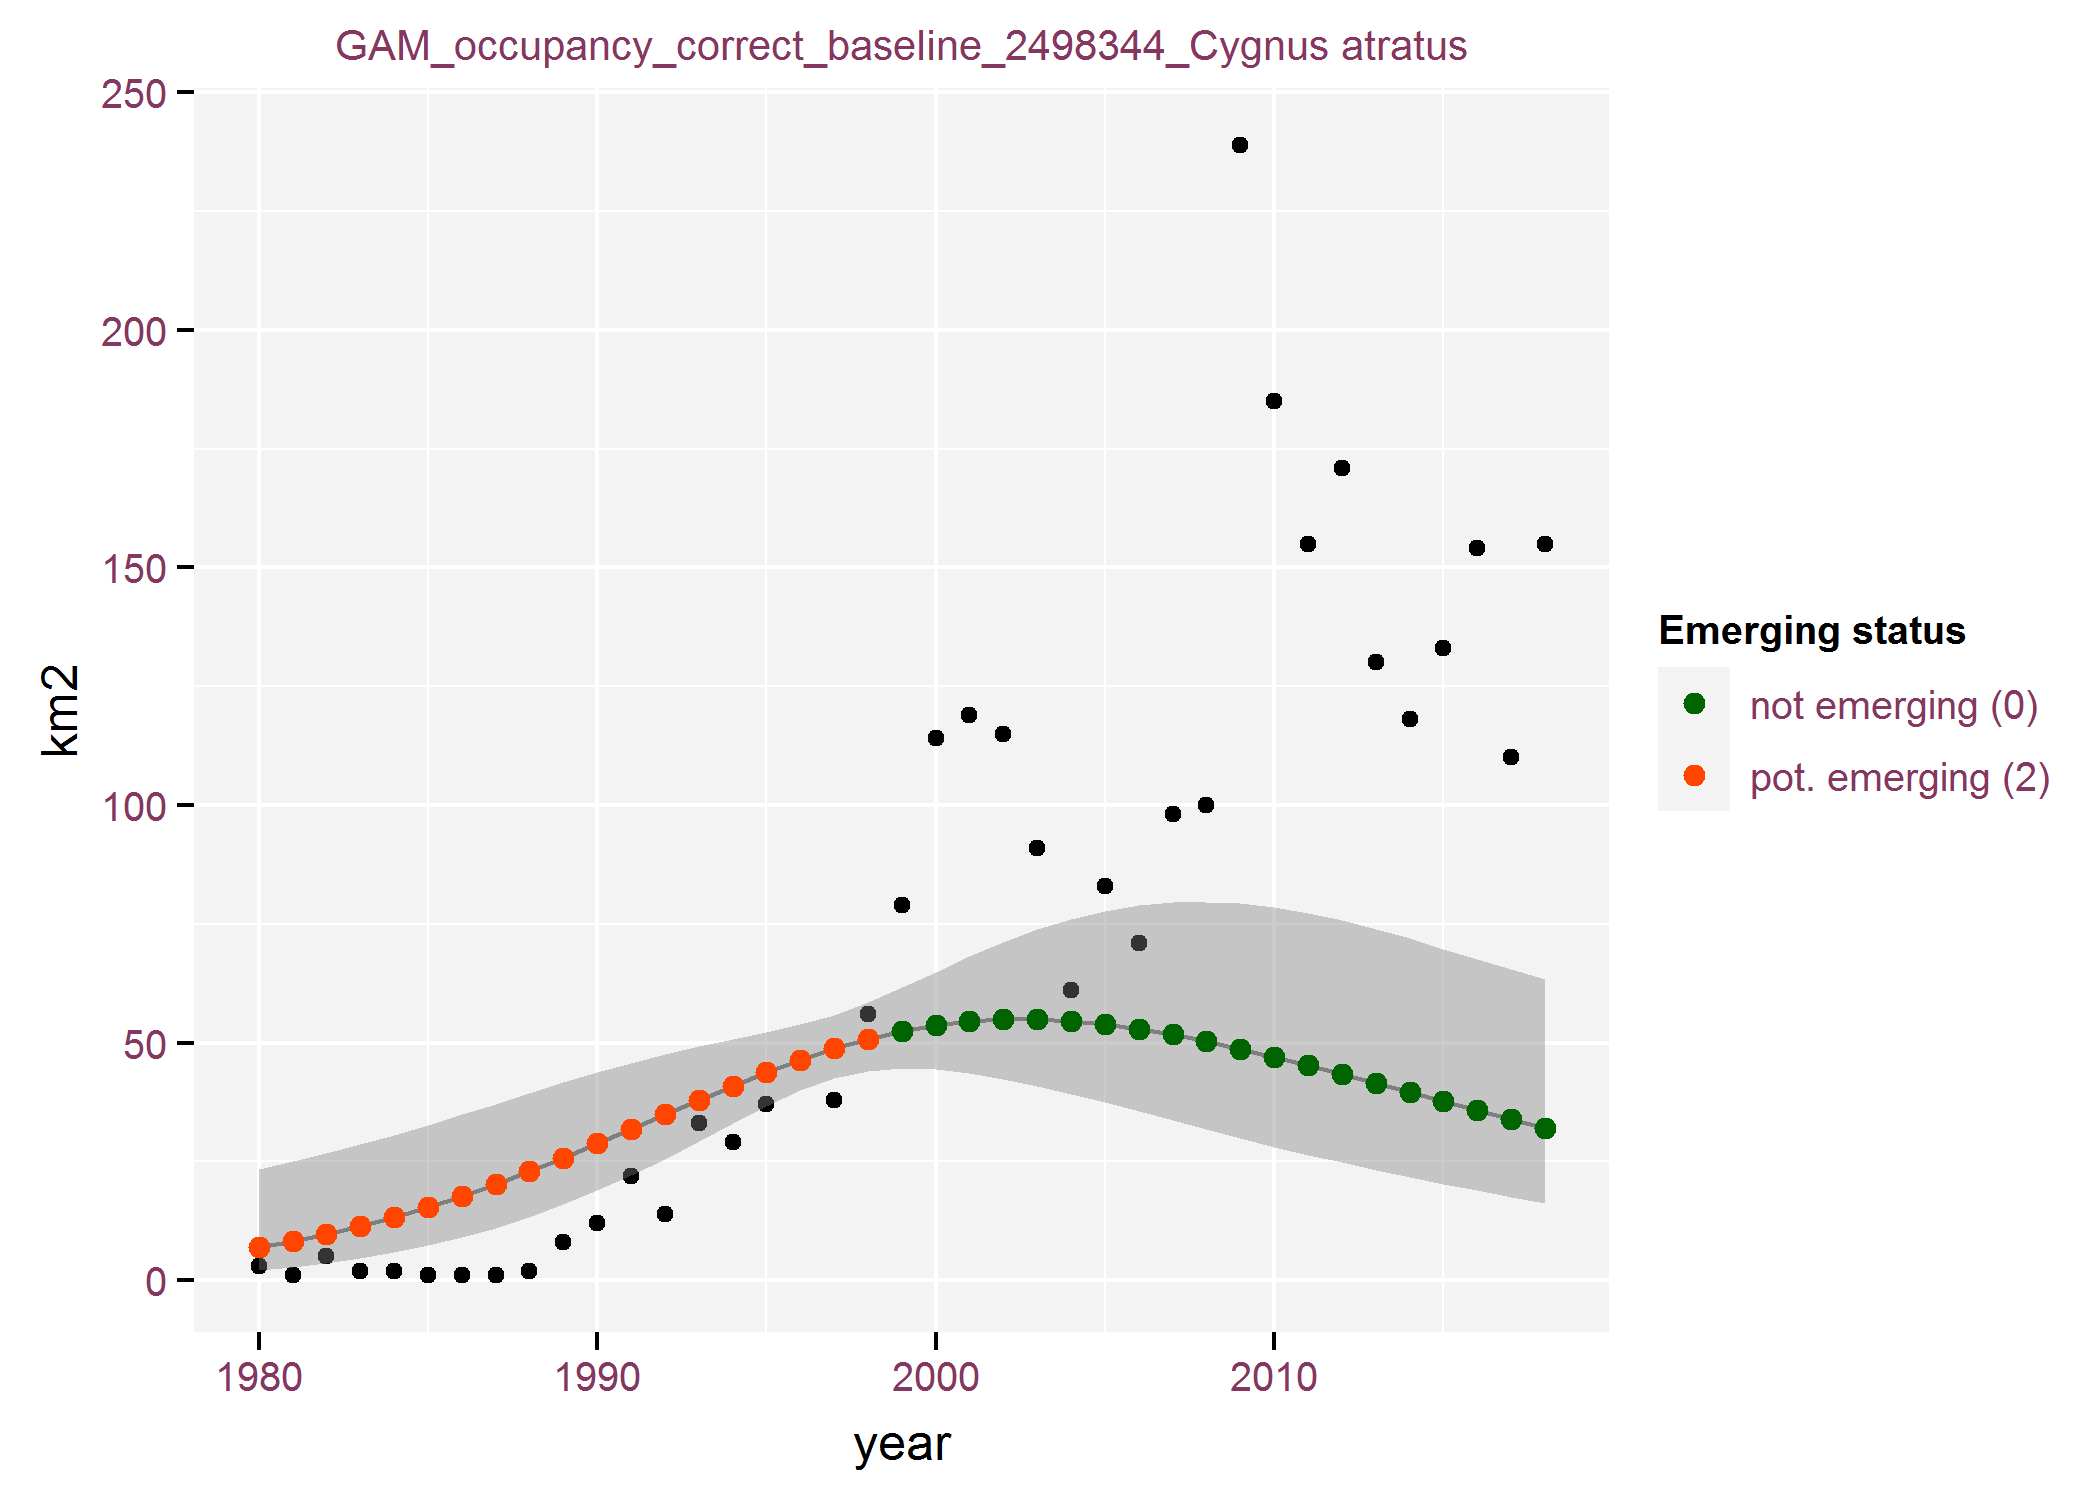 GAM_occupancy_correct_baseline_2498344_Cygnus atratus
250
200
150
100
50
0
km2
1980
1990
2000
2010
year
Emerging status
not emerging (0)
pot. emerging (2)